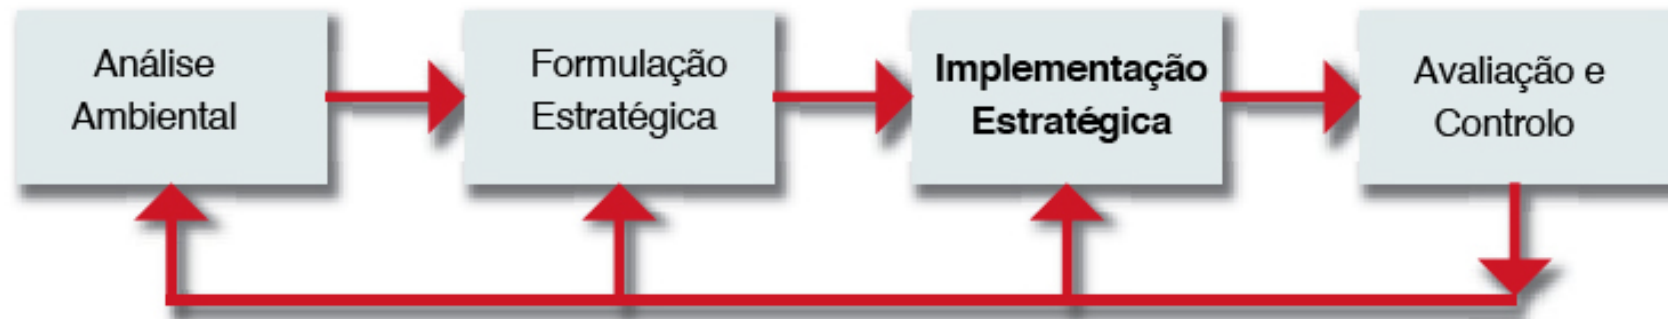 Análise
Ambiental
Formulação
Estratégica
Implementação
Estratégica
Avaliação e
Controlo